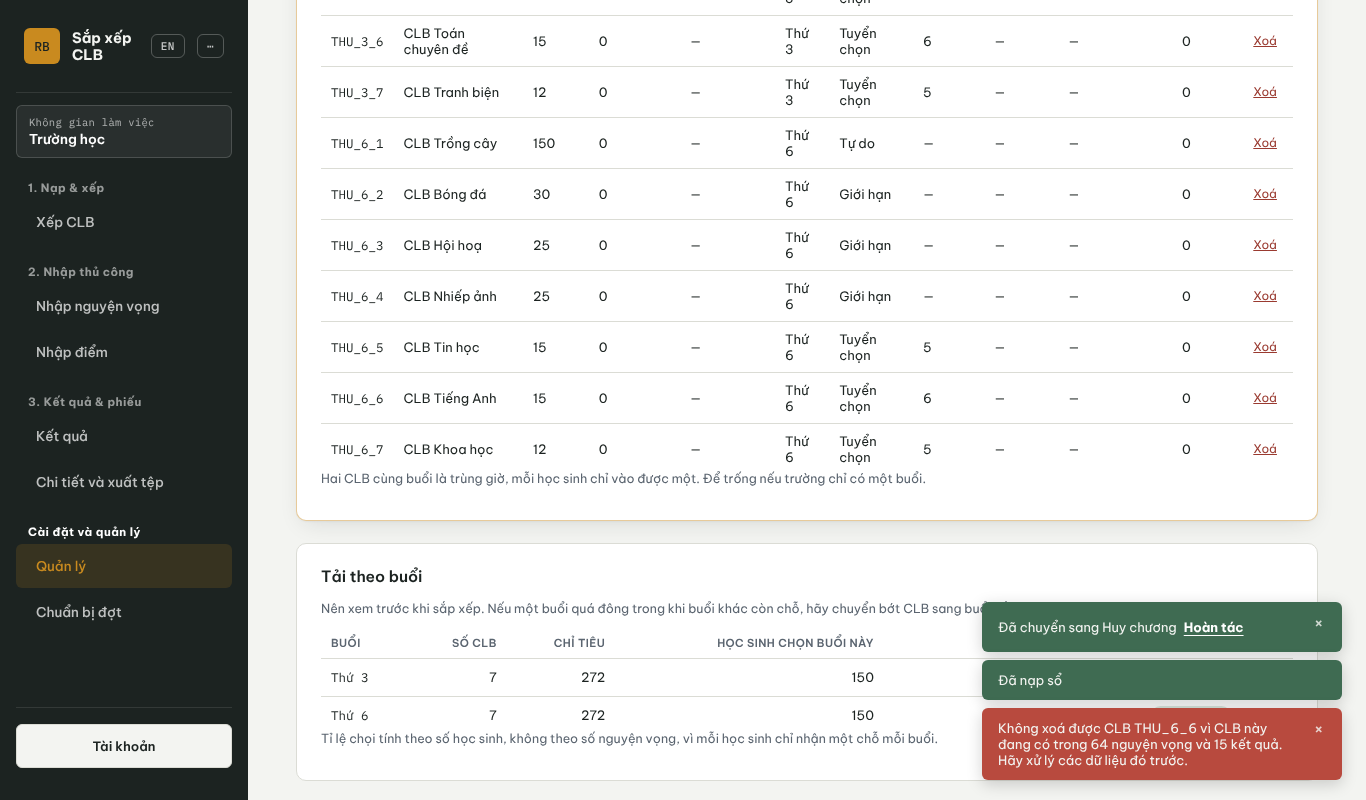 RB
Sắp xếp CLB
EN
…
Không gian làm việc
Trường học
1. Nạp & xếp
Xếp CLB
2. Nhập thủ công
Nhập nguyện vọng
Nhập điểm
3. Kết quả & phiếu
Kết quả
Chi tiết và xuất tệp
Cài đặt và quản lý
Quản lý
Chuẩn bị đợt
Tài khoản
THU_3_6 CLB Toán chuyên đề 15 0 — Thứ 3 Tuyển chọn 6 — — 0 Xoá
THU_3_7 CLB Tranh biện 12 0 — Thứ 3 Tuyển chọn 5 — — 0 Xoá
THU_6_1 CLB Trồng cây 150 0 — Thứ 6 Tự do — — — 0 Xoá
THU_6_2 CLB Bóng đá 30 0 — Thứ 6 Giới hạn — — — 0 Xoá
THU_6_3 CLB Hội hoạ 25 0 — Thứ 6 Giới hạn — — — 0 Xoá
THU_6_4 CLB Nhiếp ảnh 25 0 — Thứ 6 Giới hạn — — — 0 Xoá
THU_6_5 CLB Tin học 15 0 — Thứ 6 Tuyển chọn 5 — — 0 Xoá
THU_6_6 CLB Tiếng Anh 15 0 — Thứ 6 Tuyển chọn 6 — — 0 Xoá
THU_6_7 CLB Khoa học 12 0 — Thứ 6 Tuyển chọn 5 — — 0 Xoá
Hai CLB cùng buổi là trùng giờ, mỗi học sinh chỉ vào được một. Để trống nếu trường chỉ có một buổi.
Tải theo buổi
Nên xem trước khi sắp xếp. Nếu một buổi quá đông trong khi buổi khác còn chỗ, hãy chuyển bớt CLB sang
BUỔI SỐ CLB CHỈ TIÊU HỌC SINH CHỌN BUỔI NÀY
Thứ 3 7 272 150
Thứ 6 7 272 150
Tỉ lệ chọi tính theo số học sinh, không theo số nguyện vọng, vì mỗi học sinh chỉ nhận một chỗ mỗi buổi.
Đã chuyển sang Huy chương Hoàn tác ×
Đã nạp sổ
Không xoá được CLB THU_6_6 vì CLB này ×
đang có trong 64 nguyện vọng và 15 kết quả.
Hãy xử lý các dữ liệu đó trước.